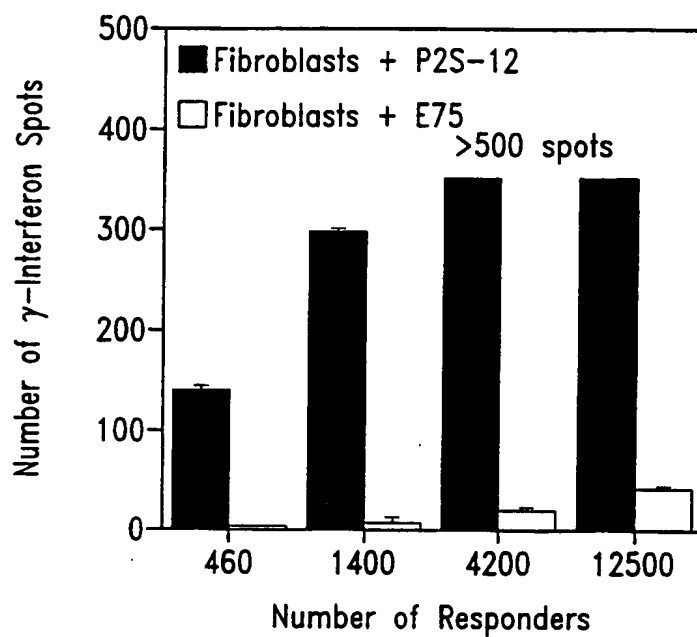 Number of γ-Interferon Spots
500
400
300
200
100
0
Fibroblasts + P2S-12
Fibroblasts + E75
>500 spots
460 1400 4200 12500
Number of Responders